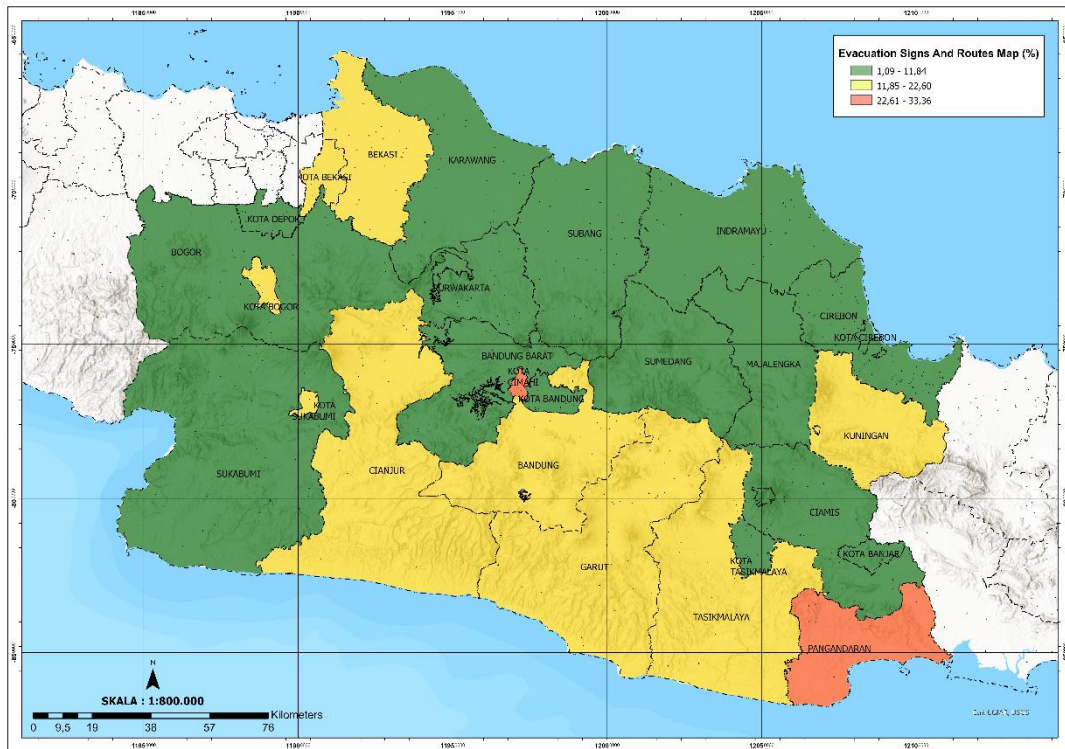 Evacuation Signs And Routes Map (%)
1,09 - 11,84
11,85 - 22,60
22,61 - 33,36
BEKASI
KOTA BEKASI
KARAWANG
KOTA DEPOK
BOGOR
SUBANG
INDRAMAYU
PURWAKARTA
KOTA BOGOR
CIREBON
KOTA CIREBON
BANDUNG BARAT
SUMEDANG
MAJALENGKA
KOTA
CIMAHI
KOTA BANDUNG
KOTA
SUKABUMI
KUNINGAN
SUKABUMI
CIANJUR
BANDUNG
CIAMIS
KOTA BANJAR
GARUT
KOTA
TASIKMALAYA
TASIKMALAYA
PANGANDARAN
N
SKALA : 1:800.000
Kilometers
0 9,5 19 38 57 76